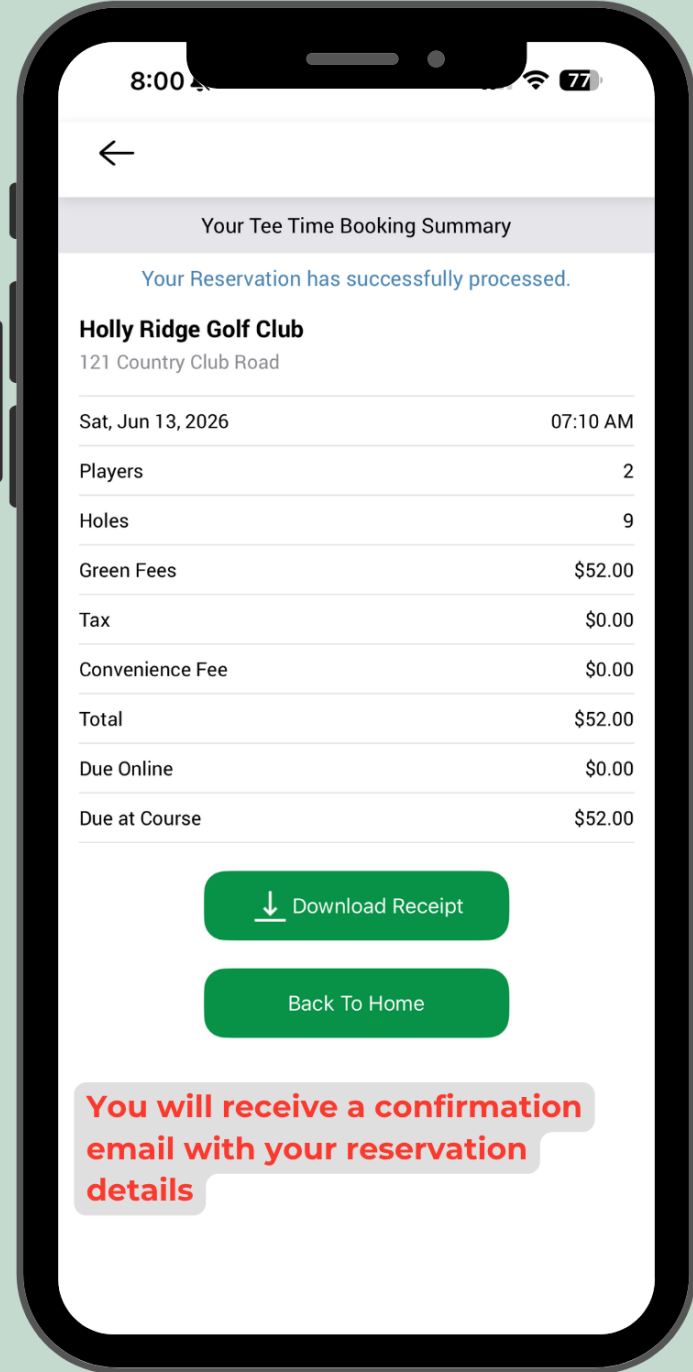 8:00
77
Your Tee Time Booking Summary
Your Reservation has successfully processed.
Holly Ridge Golf Club
121 Country Club Road
Sat, Jun 13, 2026 07:10 AM
Players 2
Holes 9
Green Fees $52.00
Tax $0.00
Convenience Fee $0.00
Total $52.00
Due Online $0.00
Due at Course $52.00
Download Receipt
Back To Home
You will receive a confirmation
email with your reservation
details